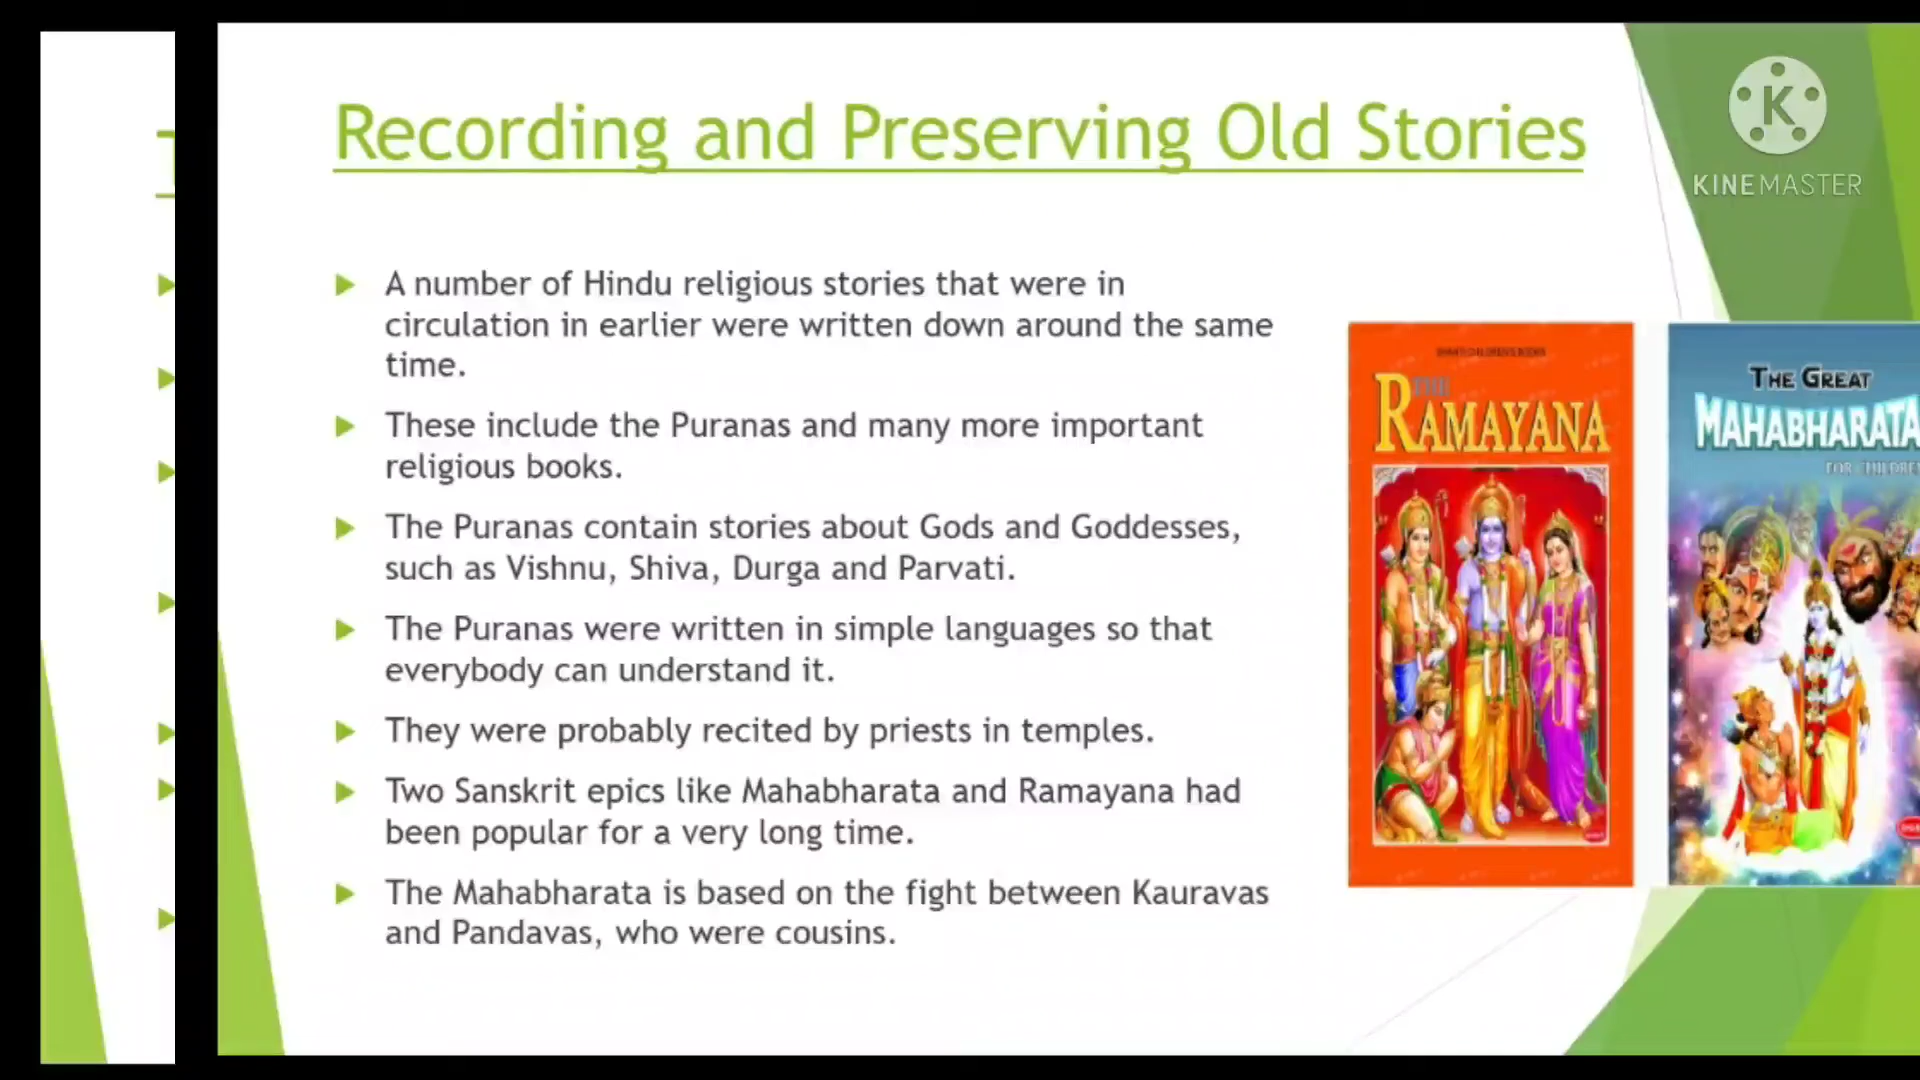 Recording and Preserving Old Stories
K
KINEMASTER
A number of Hindu religious stories that were in
circulation in earlier were written down around the same
time.
These include the Puranas and many more important
religious books.
The Puranas contain stories about Gods and Goddesses,
such as Vishnu, Shiva, Durga and Parvati.
The Puranas were written in simple languages so that
everybody can understand it.
They were probably recited by priests in temples.
Two Sanskrit epics like Mahabharata and Ramayana had
been popular for a very long time.
The Mahabharata is based on the fight between Kauravas
and Pandavas, who were cousins.
THE
RAMAYANA
THE GREAT
MAHABHARATA
FOR CHILDREN